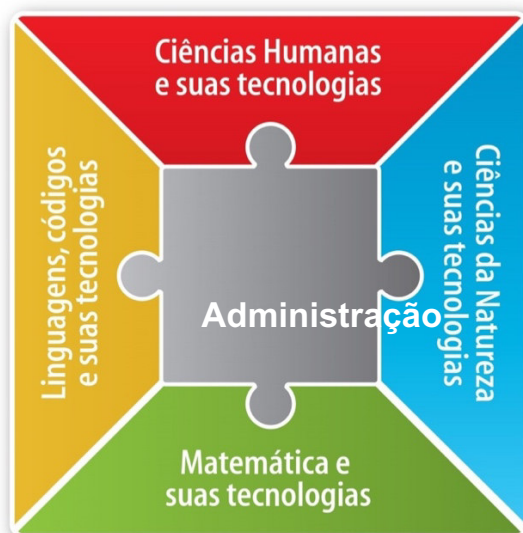 Ciências Humanas
e suas tecnologias
Linguagens, códigos
e suas tecnologias
Ciências da Natureza
e suas tecnologias
Administração
Matemática e
suas tecnologias